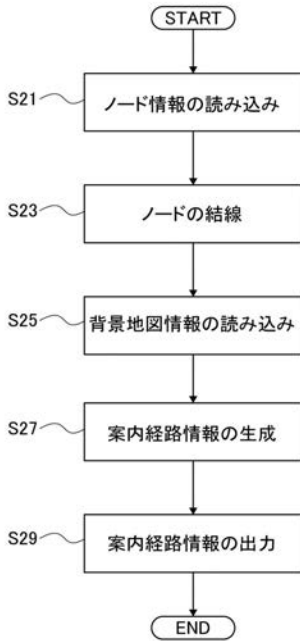 START
S21
ノード情報の読み込み
S23
ノードの結線
S25
背景地図情報の読み込み
S27
案内経路情報の生成
S29
案内経路情報の出力
END